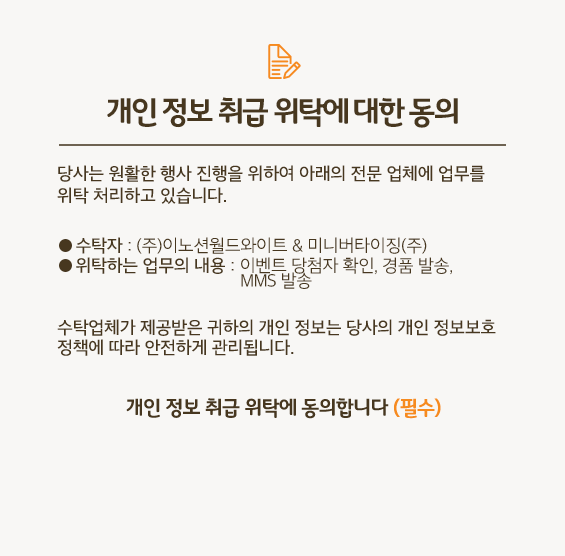 개인 정보 취급 위탁에 대한 동의
당사는 원활한 행사 진행을 위하여 아래의 전문 업체에 업무를
위탁 처리하고 있습니다.
● 수탁자 : (주)이노션월드와이트 & 미니버타이징(주)
● 위탁하는 업무의 내용 : 이벤트 당첨자 확인, 경품 발송,
MMS 발송
수탁업체가 제공받은 귀하의 개인 정보는 당사의 개인 정보보호
정책에 따라 안전하게 관리됩니다.
개인 정보 취급 위탁에 동의합니다 (필수)